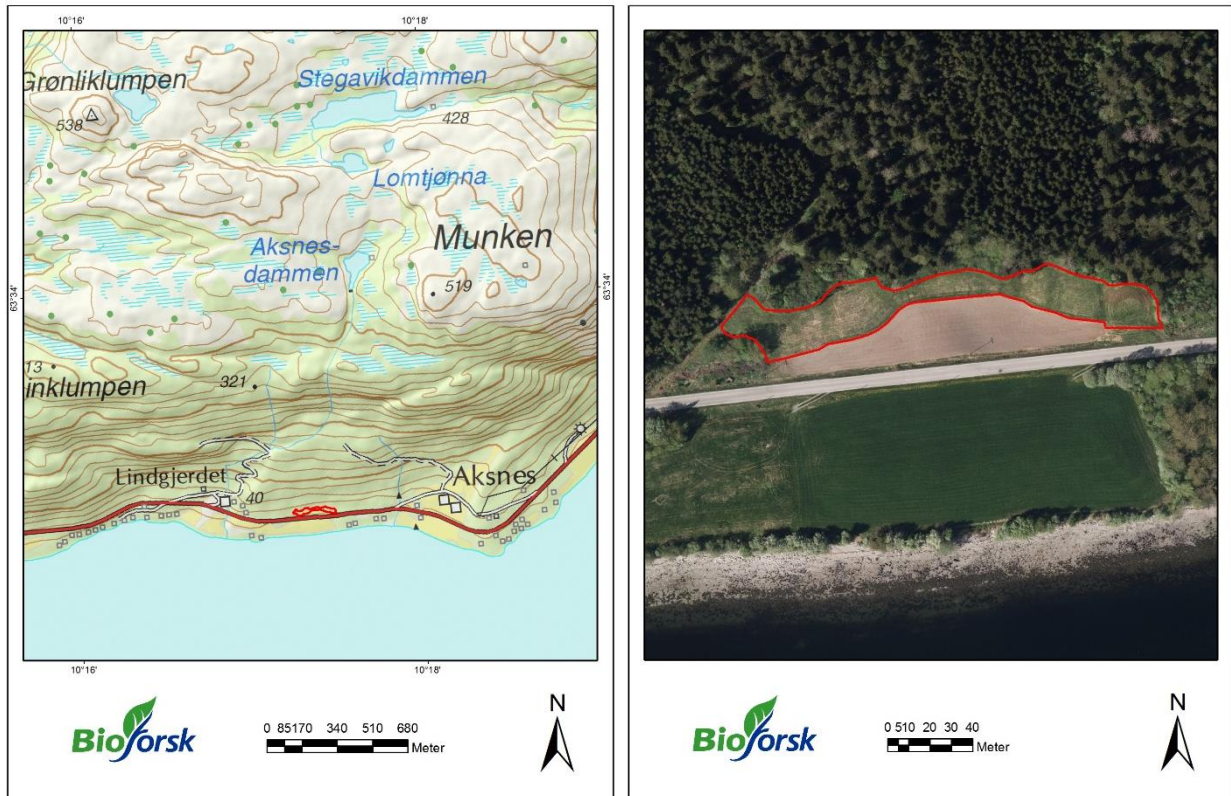 10°16'
10°18'
Grønliklumpen
538
Stegavikdammen
428
Lomtjønna
Munken
Aksnes-
dammen
519
63°34'
63°34'
13
inklumpen
321
Lindgjerdet
40
Aksnes
10°16'
10°18'
Bioforsk
0 85170 340 510 680
Meter
N
Bioforsk
0 510 20 30 40
Meter
N